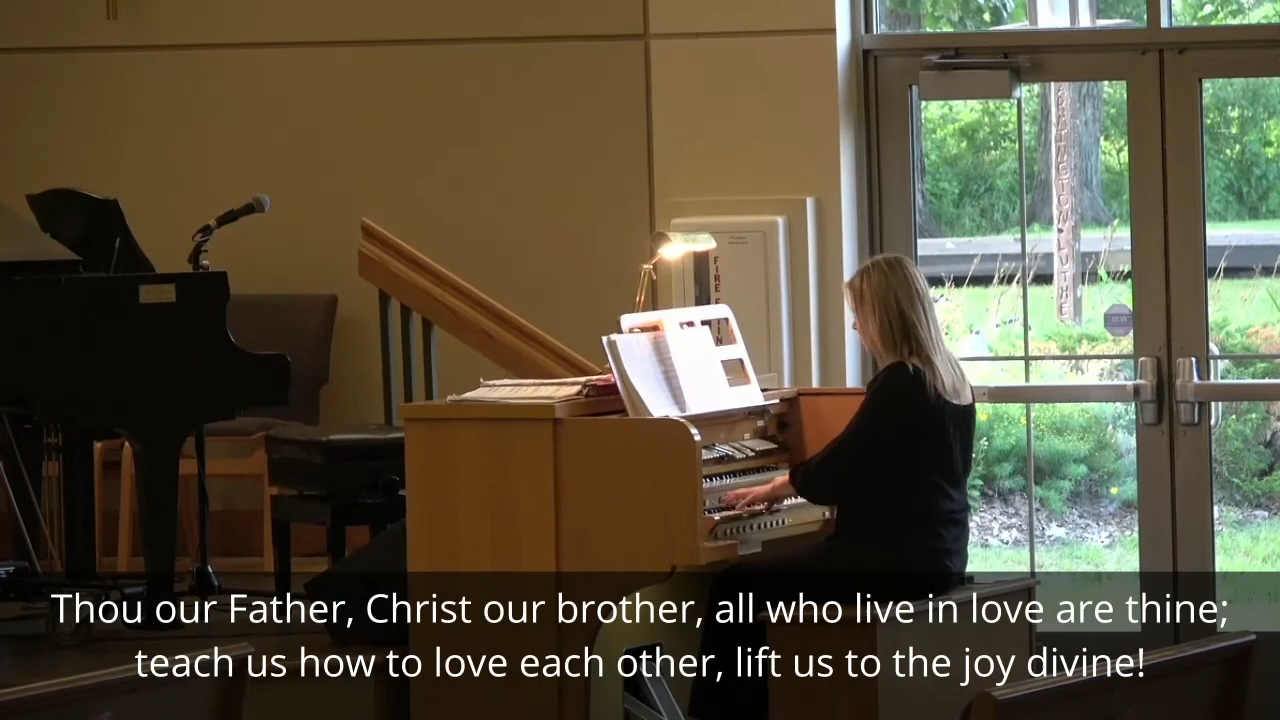 FIRE
Thou our Father, Christ our brother, all who live in love are thine;
teach us how to love each other, lift us to the joy divine!